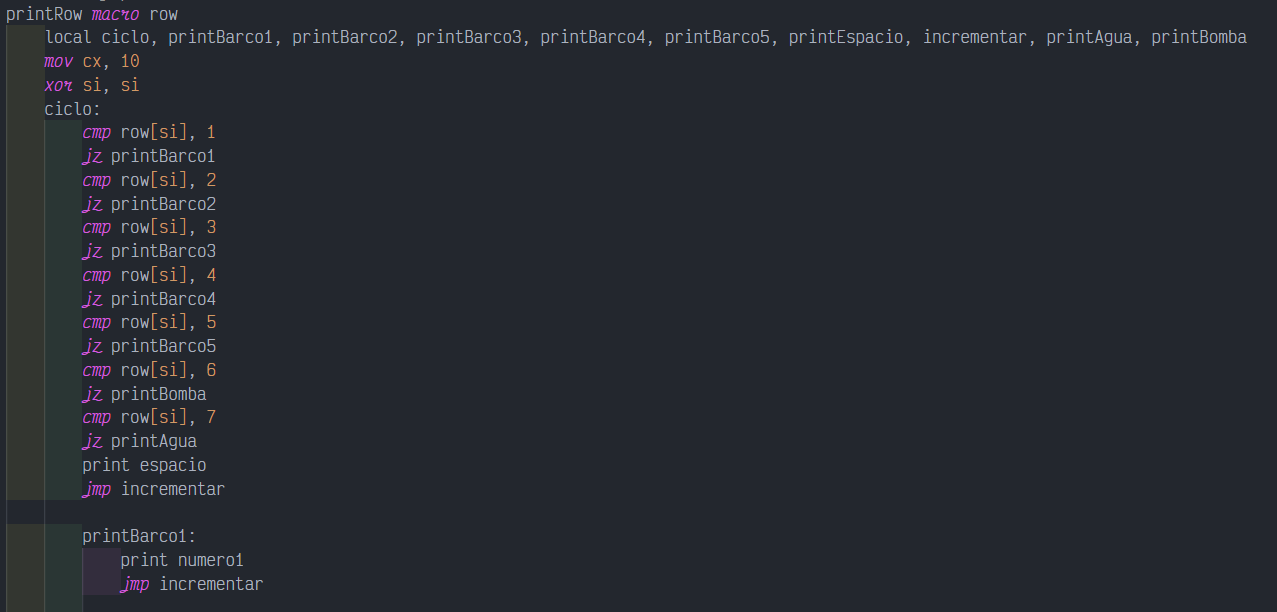 printRow macro row
local ciclo, printBarco1, printBarco2, printBarco3, printBarco4, printBarco5, printEspacio, incrementar, printAgua, printBomba
mov cx, 10
xor si, si
ciclo:
cmp row[si], 1
jz printBarco1
cmp row[si], 2
jz printBarco2
cmp row[si], 3
jz printBarco3
cmp row[si], 4
jz printBarco4
cmp row[si], 5
jz printBarco5
cmp row[si], 6
jz printBomba
cmp row[si], 7
jz printAgua
print espacio
jmp incrementar
printBarco1:
print numero1
jmp incrementar